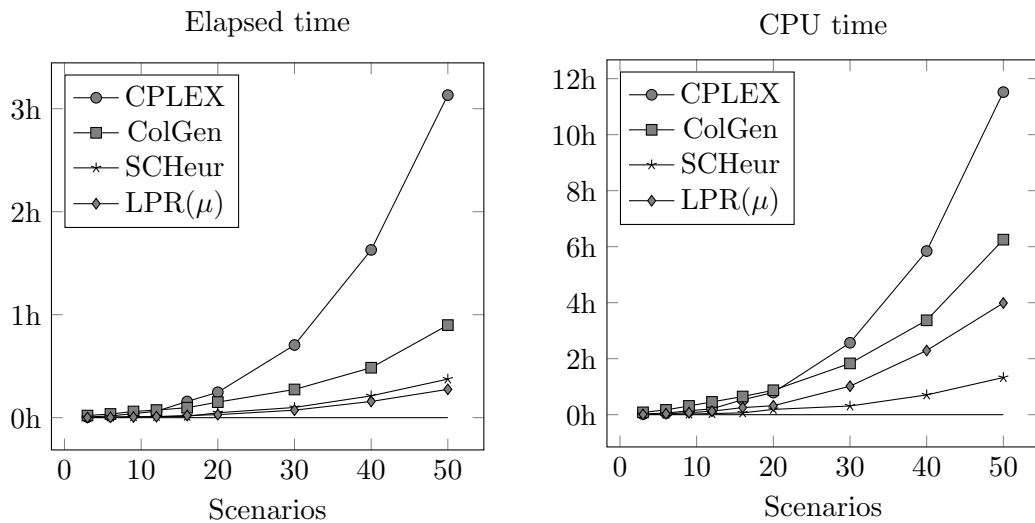 Elapsed time
3h
2h
1h
0h
CPLEX
ColGen
SCHeur
LPR(μ)
0 10 20 30 40 50
Scenarios
CPU time
12h
10h
8h
6h
4h
2h
0h
CPLEX
ColGen
SCHeur
LPR(μ)
0 10 20 30 40 50
Scenarios